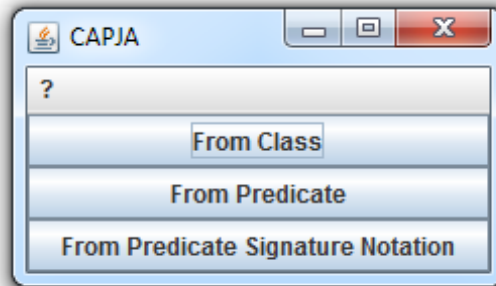 CAPJA
?
From Class
From Predicate
From Predicate Signature Notation